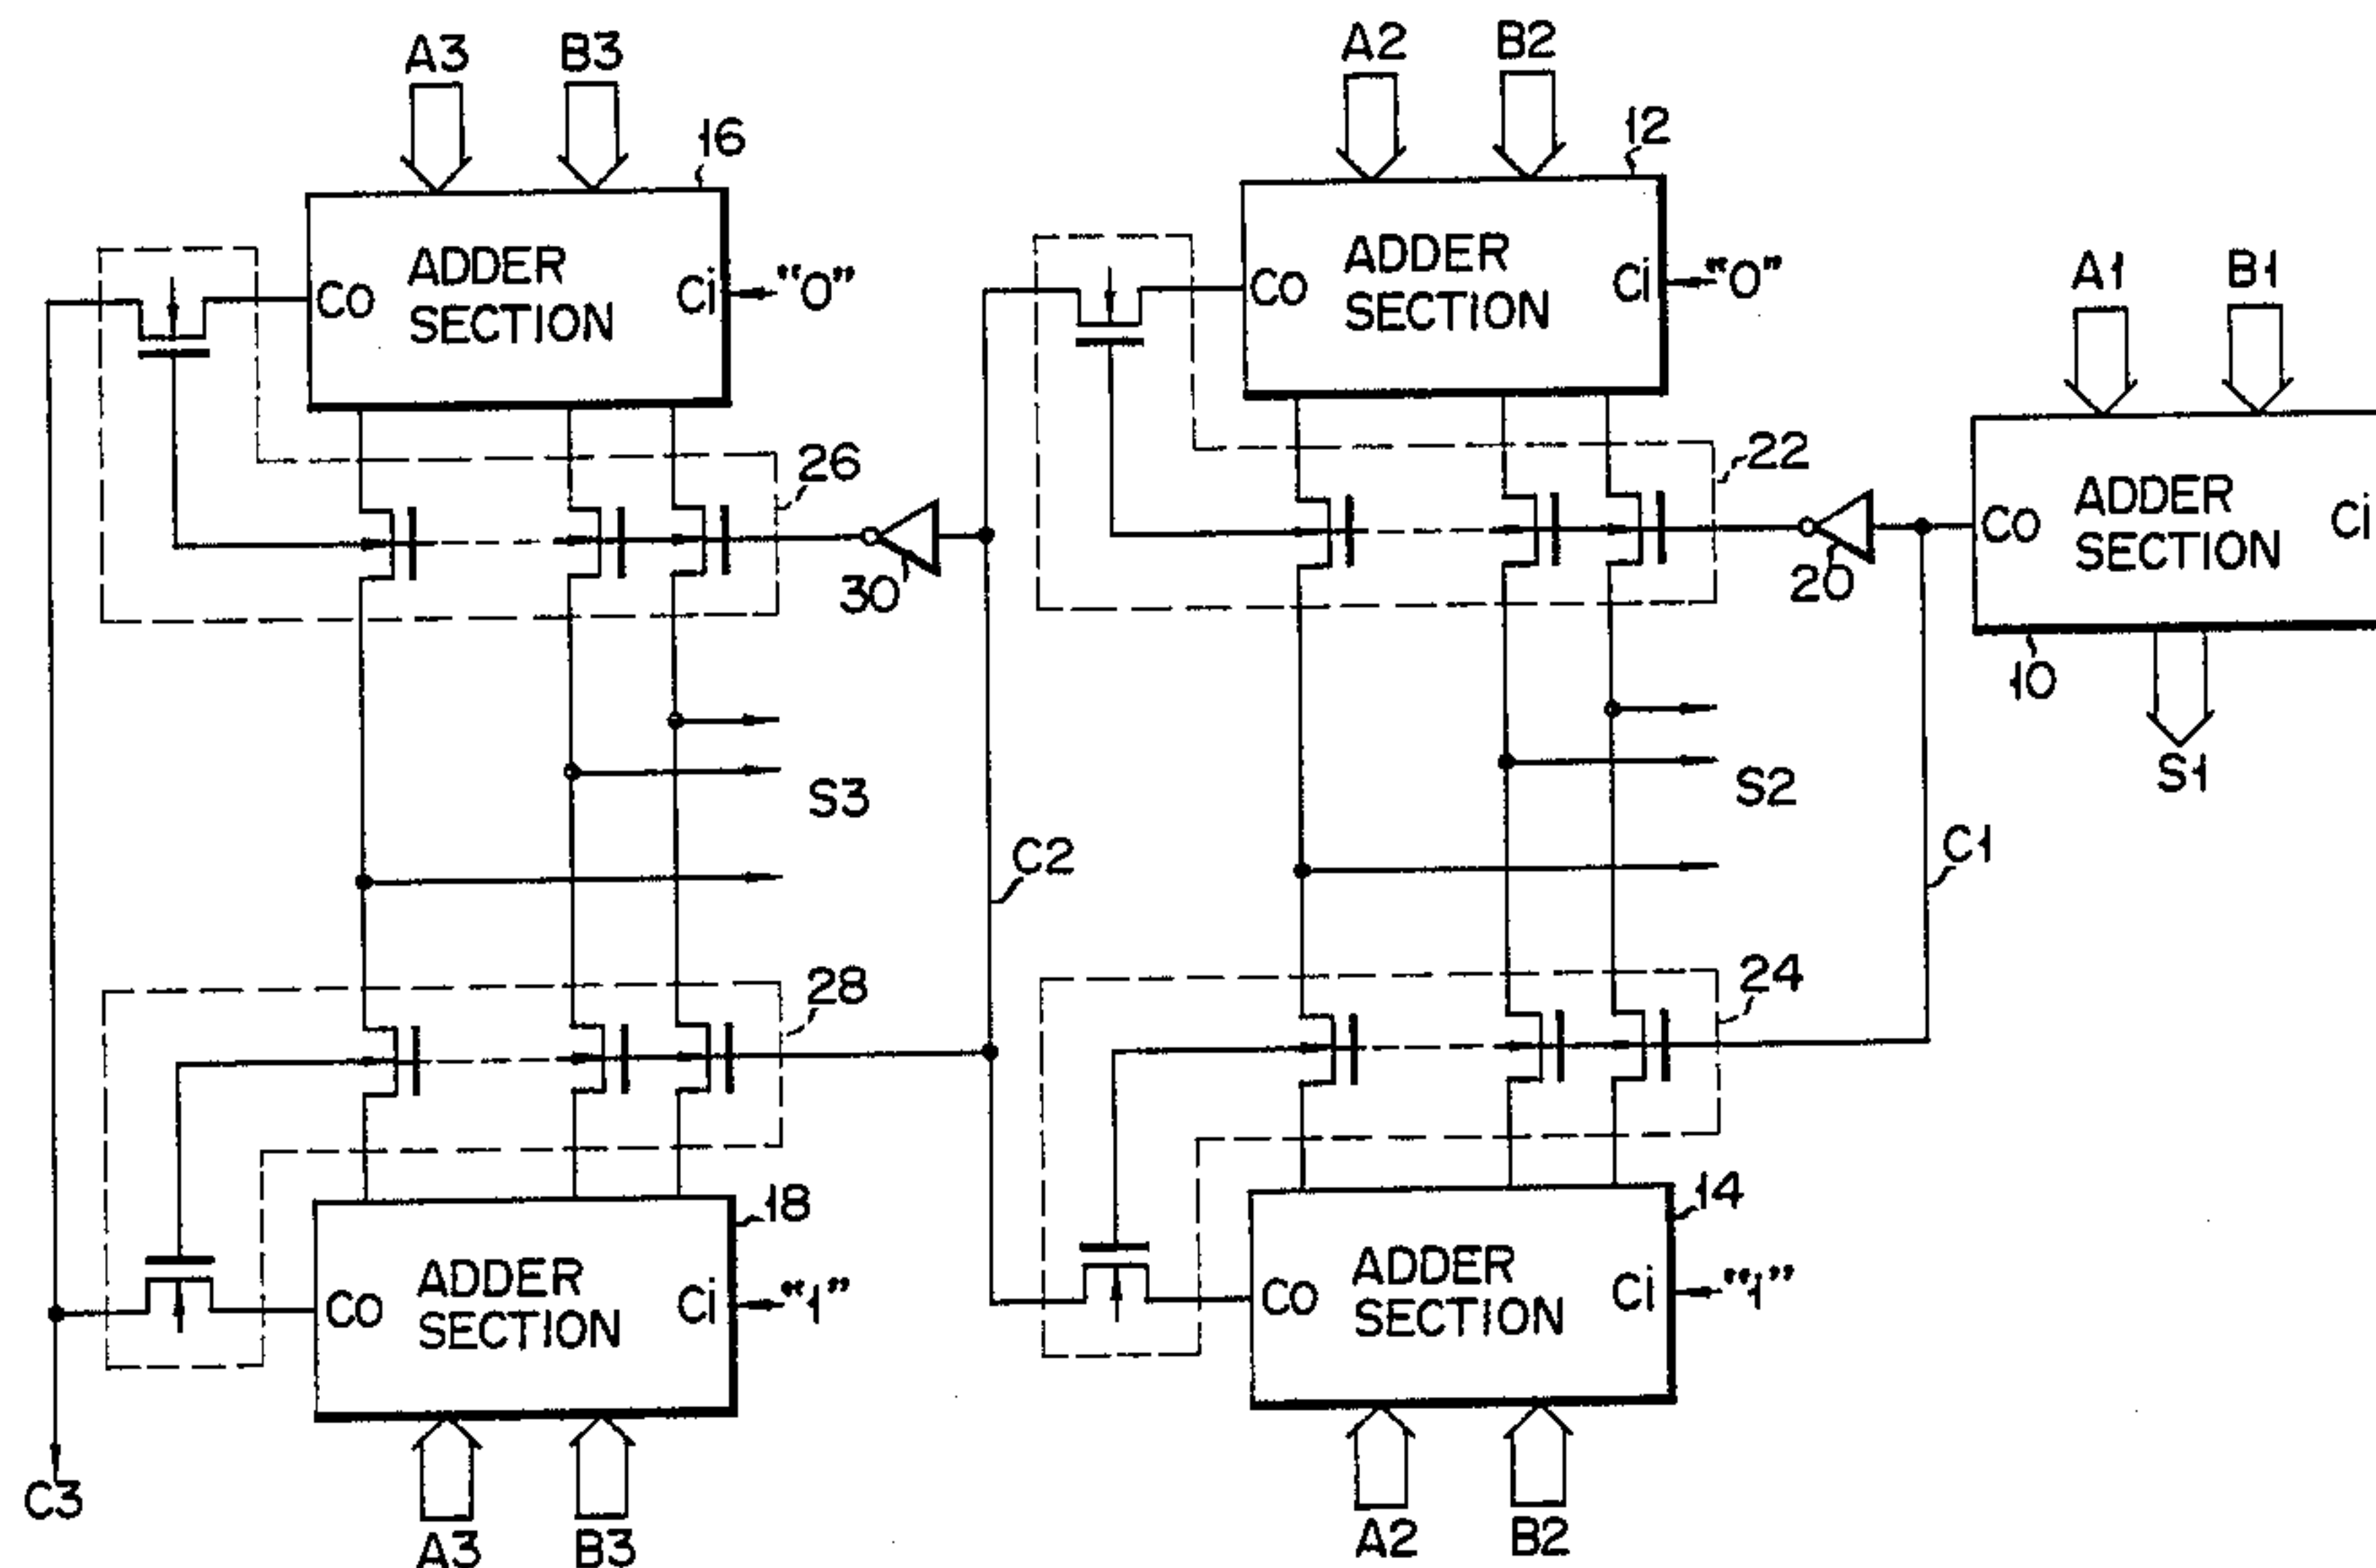 A3 B3
16
ADDER
SECTION
Co
Ci
"0"
26
30
S3
28
18
ADDER
SECTION
Co
Ci
"1"
A3 B3
C3
C2
A2 B2
12
ADDER
SECTION
Co
Ci
"0"
22
20
S2
24
14
ADDER
SECTION
Co
Ci
"1"
A2 B2
C1
A1 B1
ADDER
SECTION
Co
Ci
10
S1